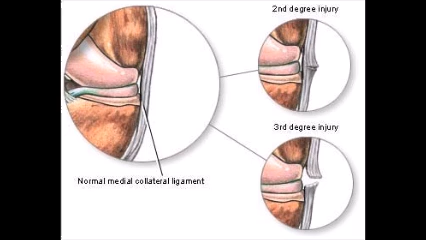 2nd degree injury
3rd degree injury
Normal medial collateral ligament